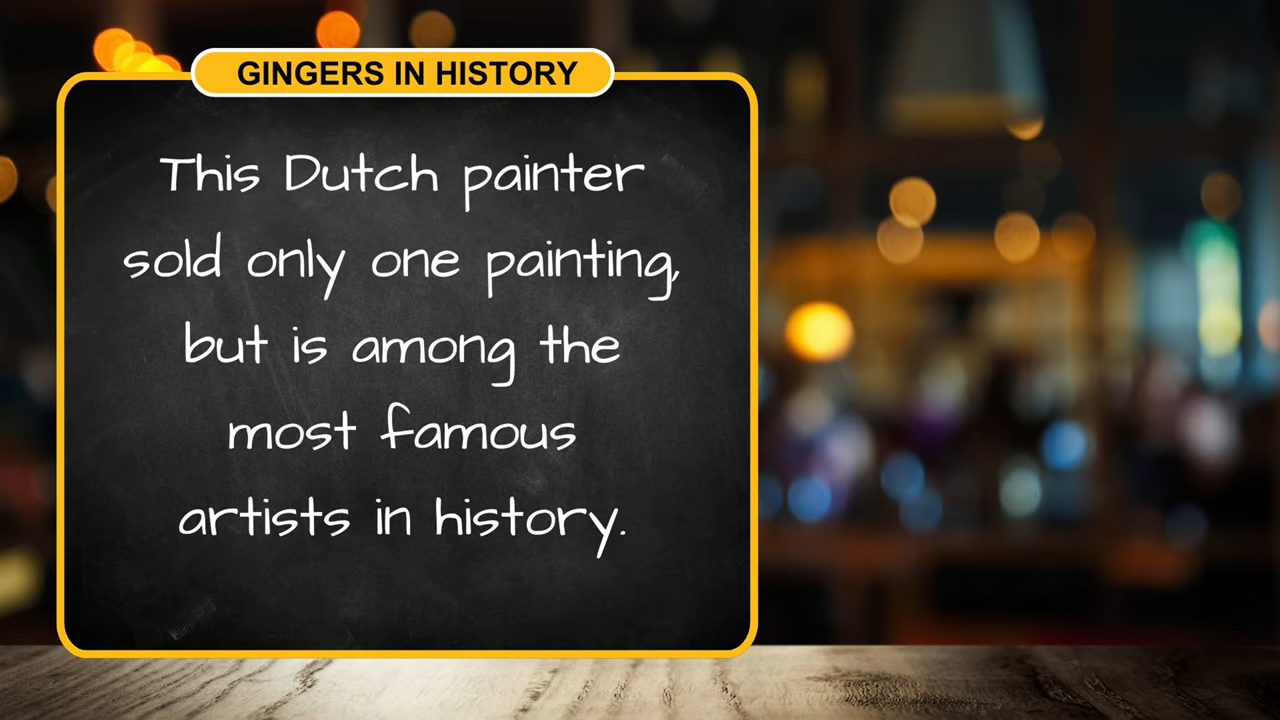 GINGERS IN HISTORY
This Dutch painter
sold only one painting,
but is among the
most famous
artists in history.